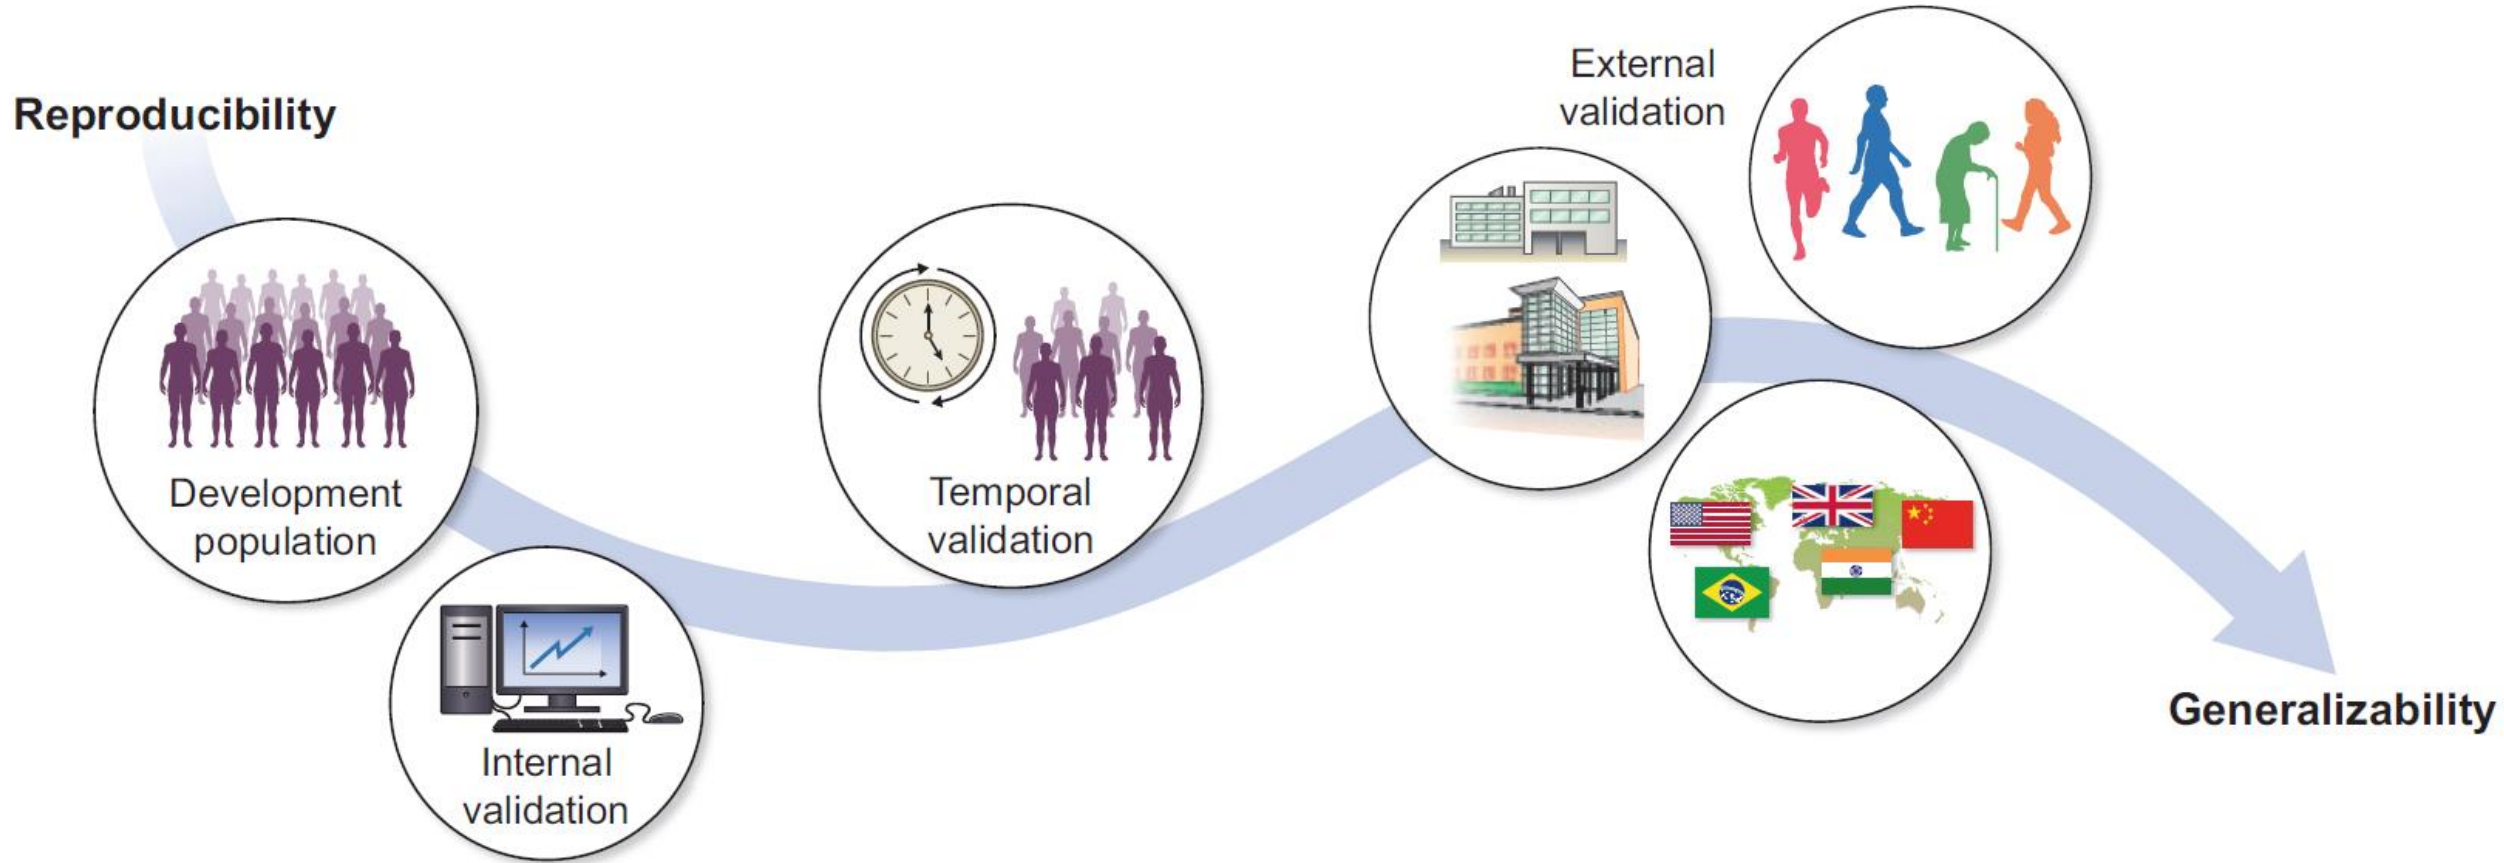 Reproducibility
Development
population
Internal
validation
Temporal
validation
External
validation
Generalizability